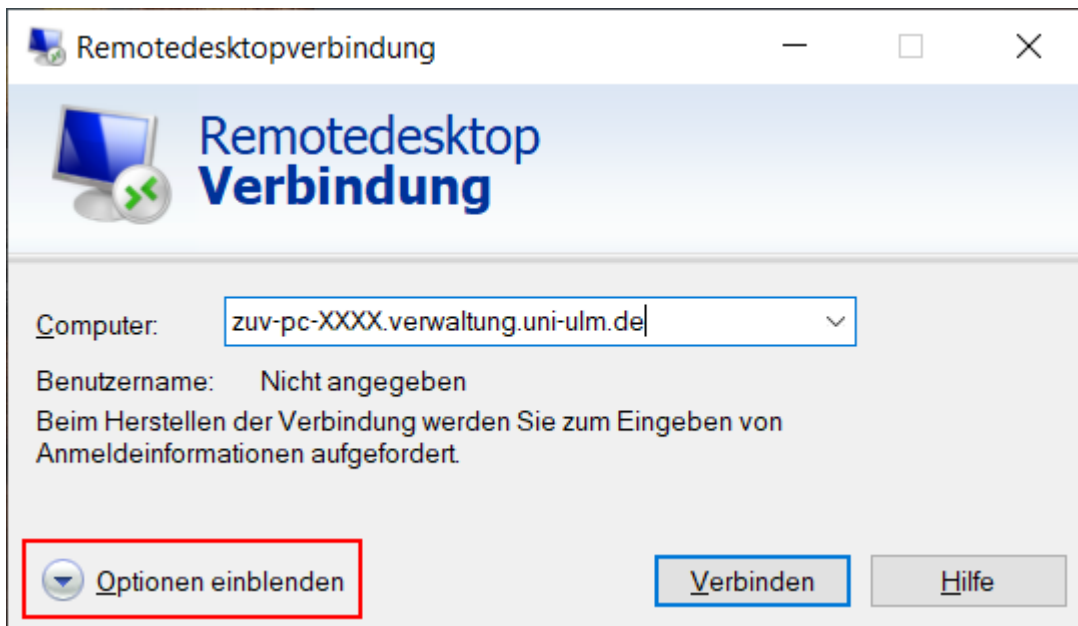 Remotedesktopverbindung
Remotedesktop
Verbindung
Computer: zuv-pc-XXXX.verwaltung.uni-ulm.de
Benutzername: Nicht angegeben
Beim Herstellen der Verbindung werden Sie zum Eingeben von
Anmeldeinformationen aufgefordert.
Optionen einblenden Verbinden Hilfe